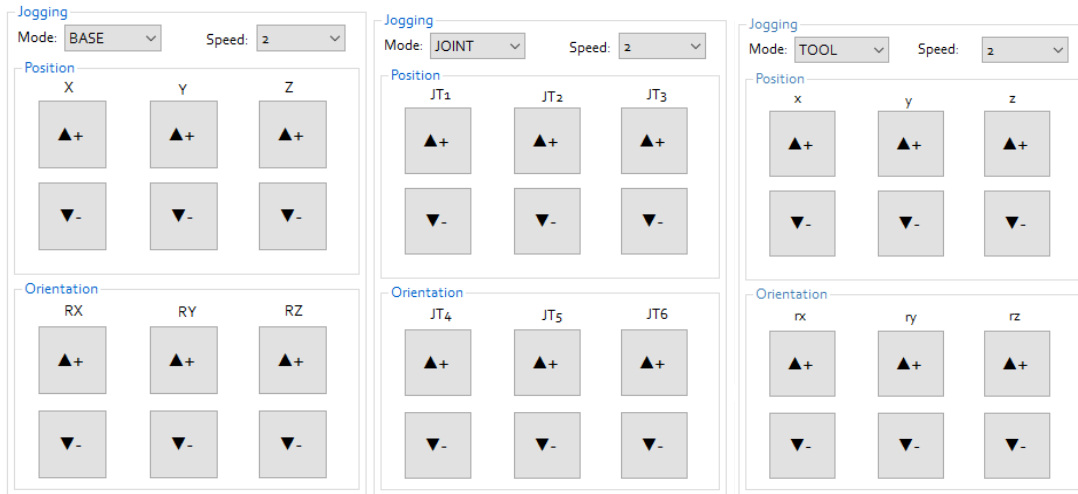 Jogging
Mode: BASE Speed: 2
Position
X Y Z
▲+ ▲+ ▲+
▼- ▼- ▼-
Orientation
RX RY RZ
▲+ ▲+ ▲+
▼- ▼- ▼-
Jogging
Mode: JOINT Speed: 2
Position
JT1 JT2 JT3
▲+ ▲+ ▲+
▼- ▼- ▼-
Orientation
JT4 JT5 JT6
▲+ ▲+ ▲+
▼- ▼- ▼-
Jogging
Mode: TOOL Speed: 2
Position
x y z
▲+ ▲+ ▲+
▼- ▼- ▼-
Orientation
rx ry rz
▲+ ▲+ ▲+
▼- ▼- ▼-